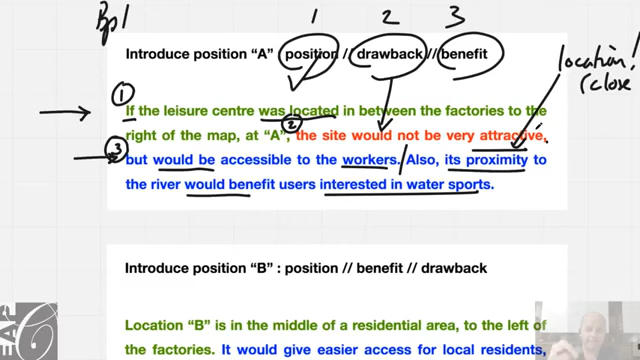 Bp1
1 2 3
Introduce position “A” position // drawback // benefit
location!
(close
1
If the leisure centre was located in between the factories to the
2
right of the map, at “A”, the site would not be very attractive,
3
but would be accessible to the workers. Also, its proximity to
the river would benefit users interested in water sports.
Introduce position “B” : position // benefit // drawback
Location “B” is in the middle of a residential area, to the left of
the factories. It would give easier access for local residents,
EAP